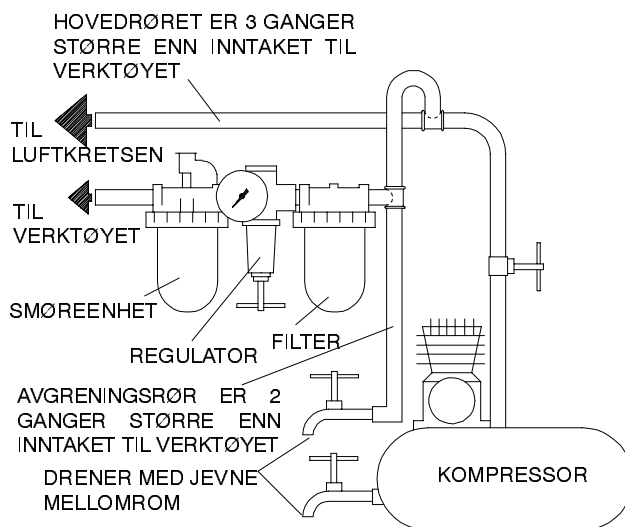 HOVEDRØRET ER 3 GANGER
STØRRE ENN INNTAKET TIL
VERKTØYET
TIL
LUFTKRETSEN
TIL
VERKTØYET
SMØREENHET
REGULATOR
FILTER
AVGRENINGSRØR ER 2
GANGER STØRRE ENN
INNTAKET TIL VERKTØYET
DRENER MED JEVNE
MELLOMROM
KOMPRESSOR